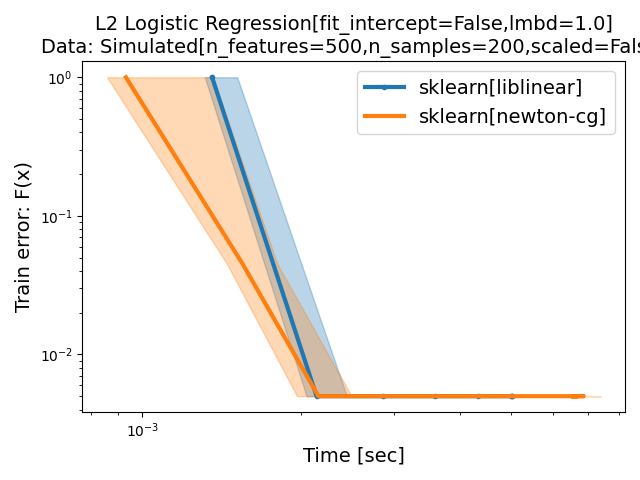 L2 Logistic Regression[fit_intercept=False,lmbd=1.0]
Data: Simulated[n_features=500,n_samples=200,scaled=Fals
sklearn[liblinear]
sklearn[newton-cg]
Train error: F(x)
10⁰
10⁻¹
10⁻²
10⁻³
Time [sec]